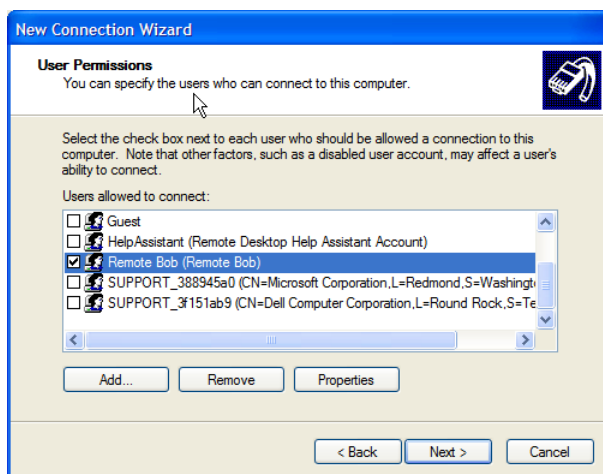 New Connection Wizard
User Permissions
You can specify the users who can connect to this computer.
Select the check box next to each user who should be allowed a connection to this
computer. Note that other factors, such as a disabled user account, may affect a user's
ability to connect.
Users allowed to connect:
Guest
HelpAssistant (Remote Desktop Help Assistant Account)
Remote Bob (Remote Bob)
SUPPORT_388945a0 (CN=Microsoft Corporation,L=Redmond,S=Washingt
SUPPORT_3f151ab9 (CN=Dell Computer Corporation,L=Round Rock,S=Te
Add... Remove Properties
< Back Next > Cancel